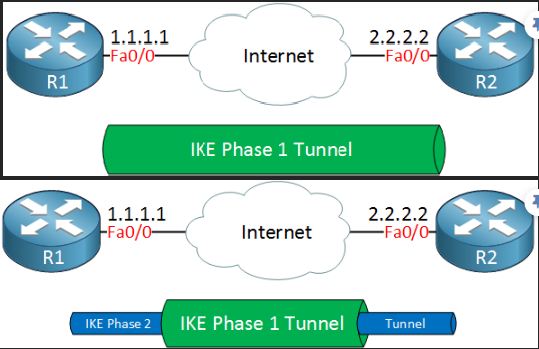 1.1.1.1
Fa0/0
Internet
2.2.2.2
Fa0/0
R1
R2
IKE Phase 1 Tunnel
1.1.1.1
Fa0/0
Internet
2.2.2.2
Fa0/0
R1
R2
IKE Phase 2
IKE Phase 1 Tunnel
Tunnel